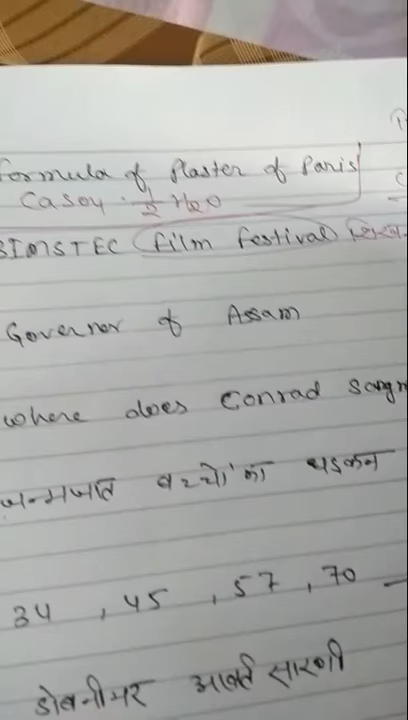 Formula of Plaster of Paris
CaSO4 · 1/2 H2O
BIMSTEC Film Festival
Governor of Assam
where does Conrad Sangm
जन्मजात बच्चों का धड़कन
34 , 45 , 57 , 70 —
डोबनीयर आवर्त सारणी